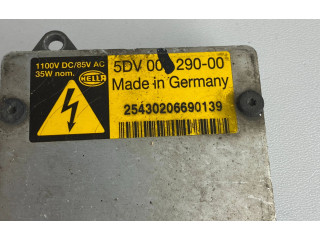 1100V DC/85V AC
35W nom.
HELLA
5DV 00 290-00
Made in Germany
25430206690139